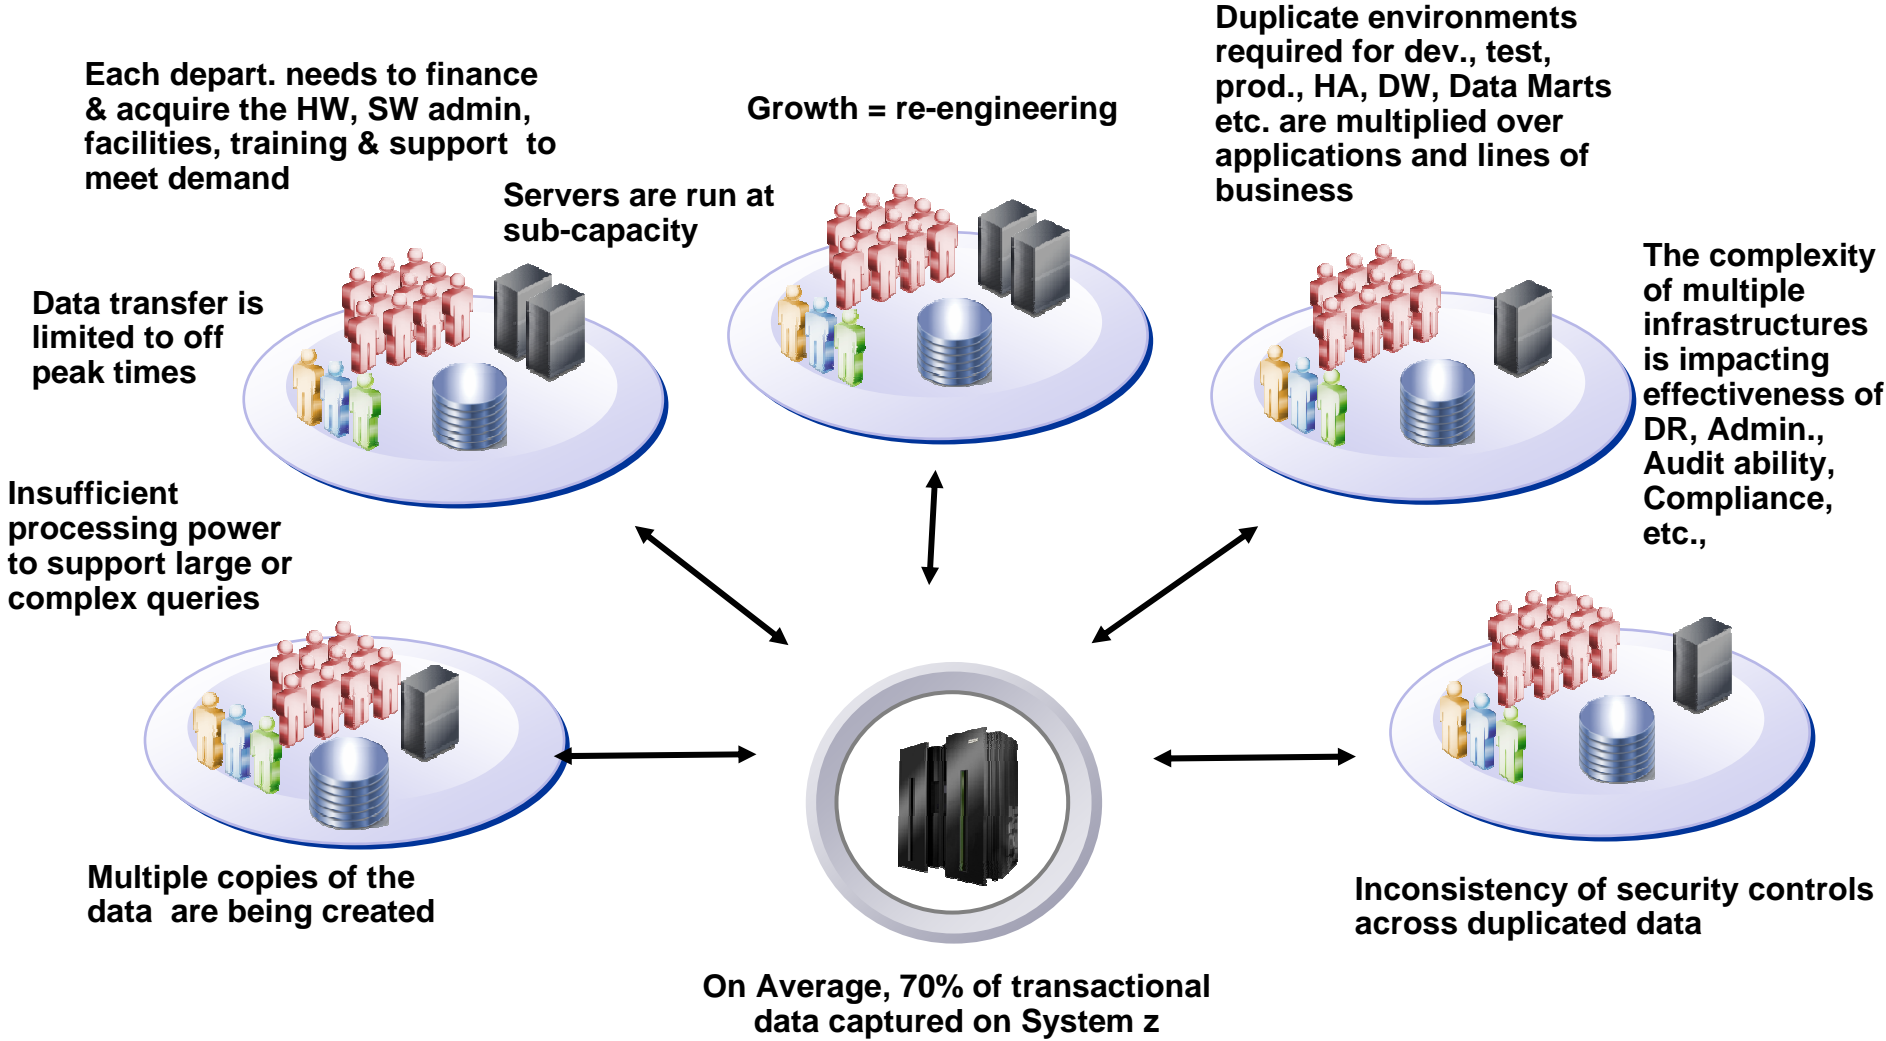 Duplicate environments
required for dev., test,
prod., HA, DW, Data Marts
etc. are multiplied over
applications and lines of
business
Each depart. needs to finance
& acquire the HW, SW admin,
facilities, training & support  to
meet demand
Growth = re-engineering
Servers are run at
sub-capacity
The complexity
of multiple
infrastructures
is impacting
effectiveness of
DR, Admin.,
Audit ability,
Compliance,
etc.,
Data transfer is
limited to off
peak times
Insufficient
processing power
to support large or
complex queries
Multiple copies of the
data  are being created
Inconsistency of security controls
across duplicated data
On Average, 70% of transactional
data captured on System z